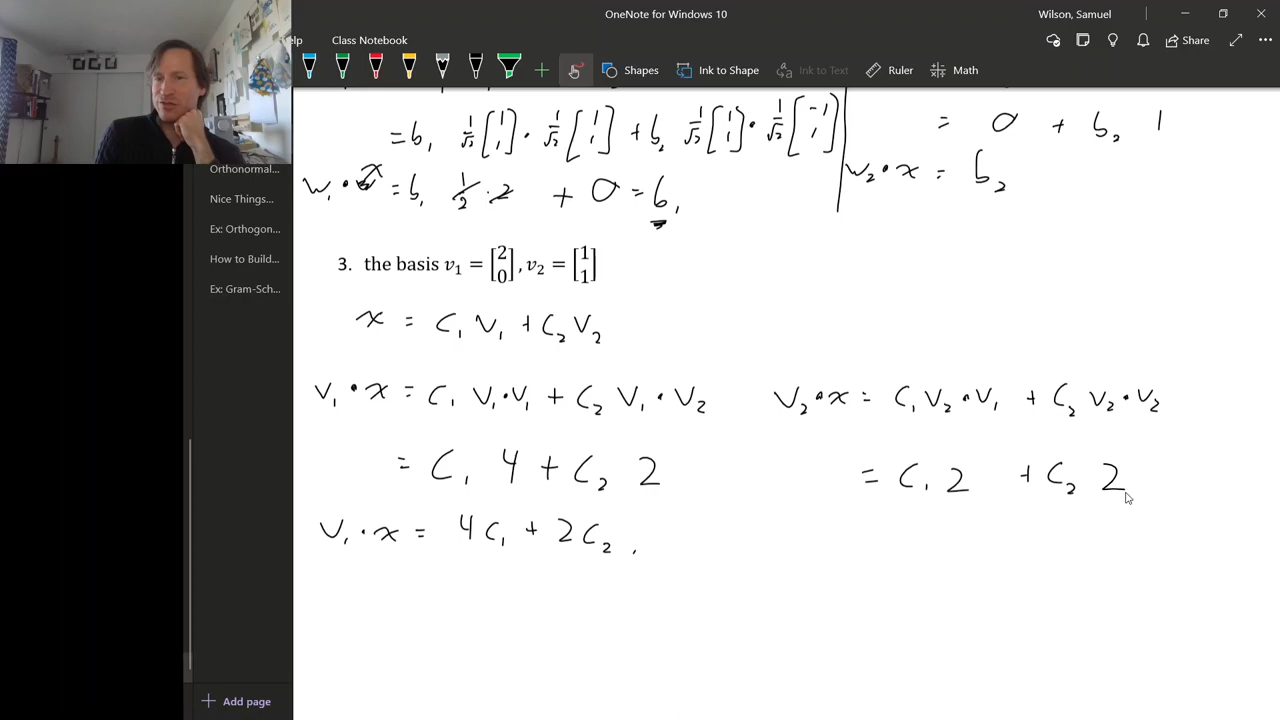 OneNote for Windows 10
Wilson, Samuel
Help Class Notebook
Shapes Ink to Shape Ink to Text Ruler Math
Share
Orthonormal...
Nice Things...
Ex: Orthogon...
How to Build...
Ex: Gram-Sch...
Add page
= b₁ 1/√2 [1 1] · 1/√2 [1 1] + b₂ 1/√2 [1 1] · 1/√2 [-1 1]
w₁ · x = b₁ 1/2 · 2 + 0 = b₁
= 0 + b₂ 1
w₂ · x = b₂
3. the basis v₁ = [2 0], v₂ = [1 1]
x = c₁ v₁ + c₂ v₂
v₁ · x = c₁ v₁ · v₁ + c₂ v₁ · v₂
= c₁ 4 + c₂ 2
v₁ · x = 4c₁ + 2c₂
v₂ · x = c₁ v₂ · v₁ + c₂ v₂ · v₂
= c₁ 2 + c₂ 2